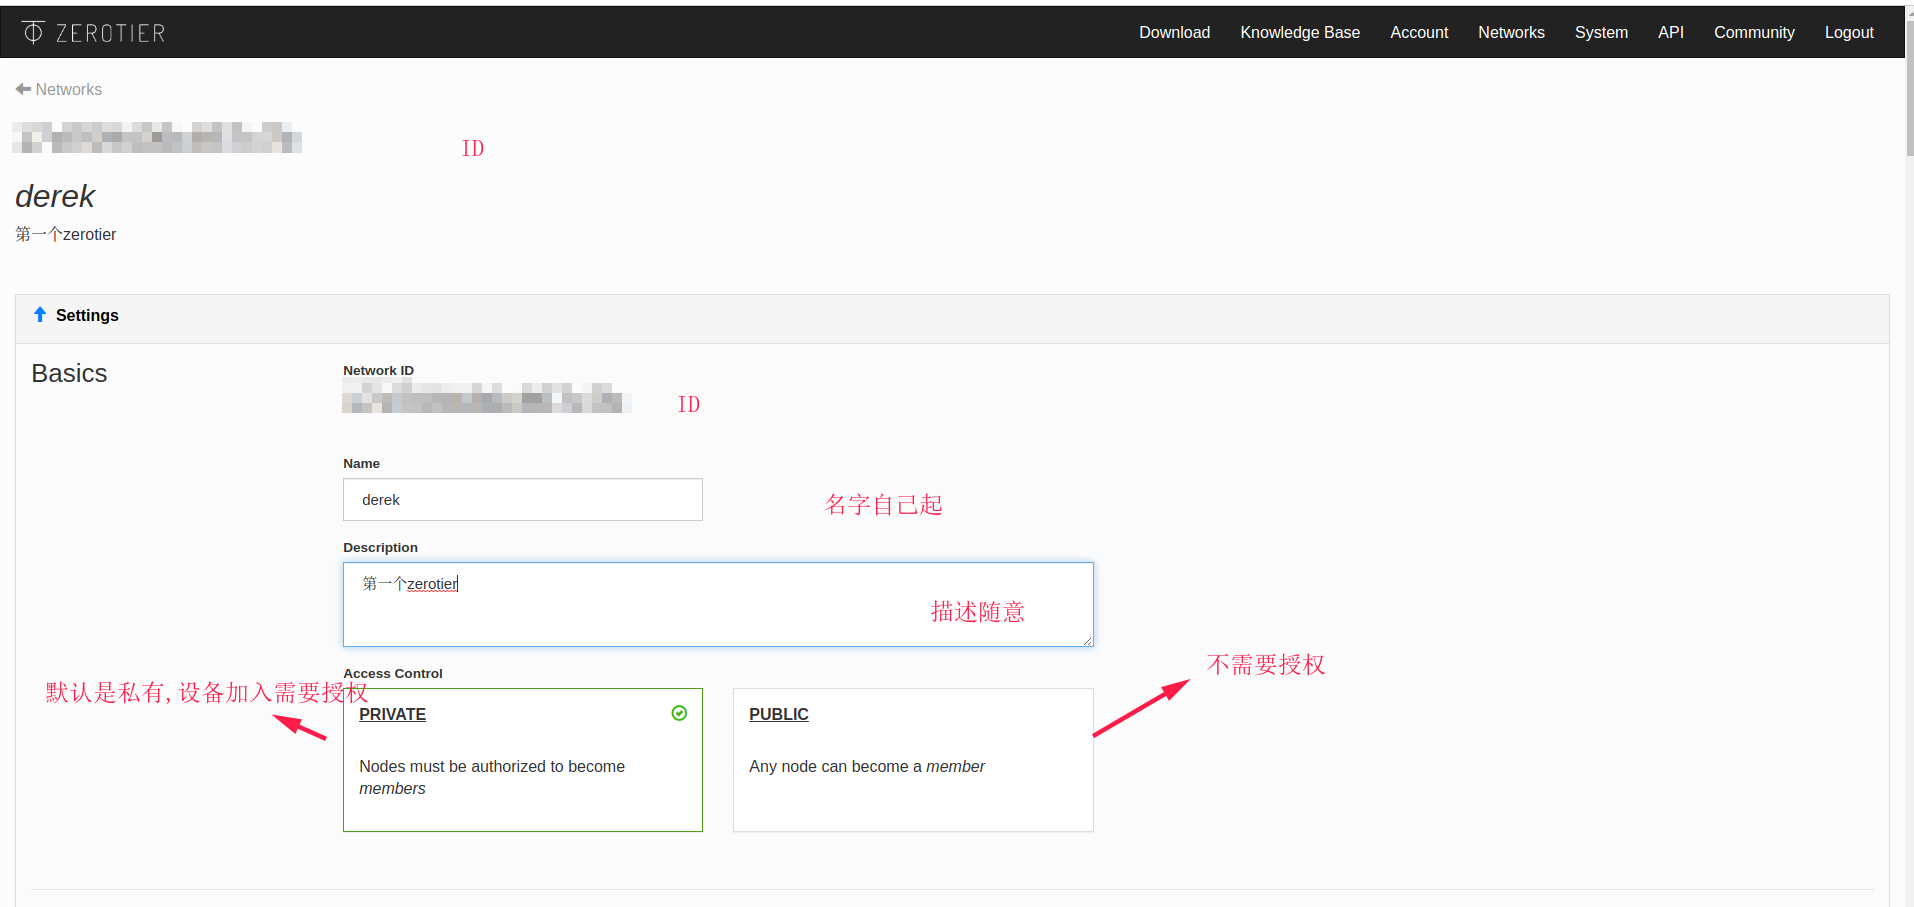 ZEROTIER
Download Knowledge Base Account Networks System API Community Logout
Networks
ID
derek
第一个zerotier
Settings
Basics
Network ID
ID
Name
derek
名字自己起
Description
第一个zerotier
描述随意
不需要授权
Access Control
默认是私有,设备加入需要授权
PRIVATE
Nodes must be authorized to become
members
PUBLIC
Any node can become a member